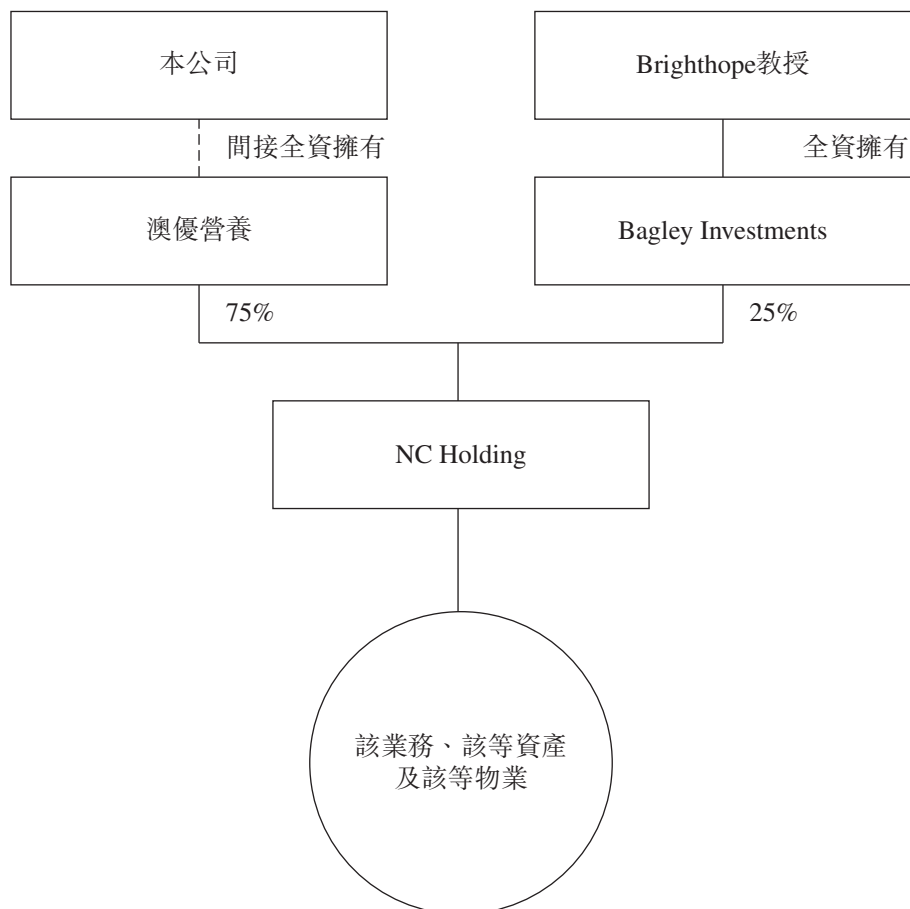 本公司
Brighthope教授
間接全資擁有
全資擁有
澳優營養
Bagley Investments
75%
25%
NC Holding
該業務、該等資產
及該等物業